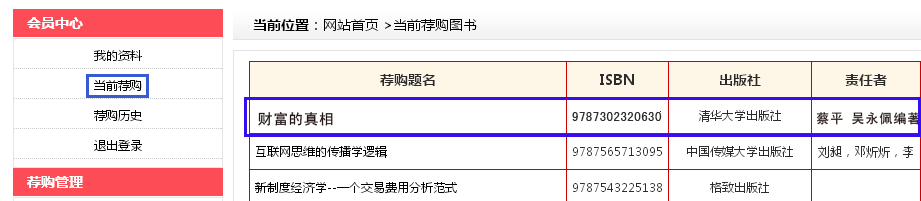 会员中心
我的资料
当前荐购
荐购历史
退出登录
荐购管理
当前位置：网站首页 >当前荐购图书
荐购题名 ISBN 出版社 责任者
财富的真相 9787302320630 清华大学出版社 蔡平 吴永佩编著
互联网思维的传播学逻辑 9787565713095 中国传媒大学出版社 刘昶，邓炘炘，李
新制度经济学--一个交易费用分析范式 9787543225138 格致出版社